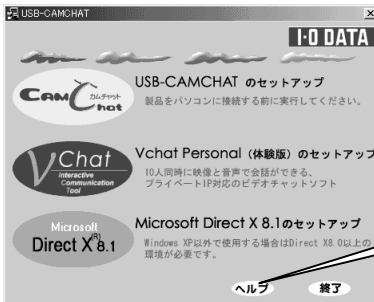 USB-CAMCHAT
I-O DATA
CAM Chat
カムチャット
USB-CAMCHAT のセットアップ
製品をパソコンに接続する前に実行してください。
V Chat
Interactive
Communication
Tool
Vchat Personal（体験版）のセットアップ
10人同時に映像と音声で会話ができる、
プライベートIP対応のビデオチャットソフト
Microsoft
Direct X(R) 8.1
Microsoft Direct X 8.1のセットアップ
Windows XP以外で使用する場合はDirect X8.0以上の
環境が必要です。
ヘルプ
終了